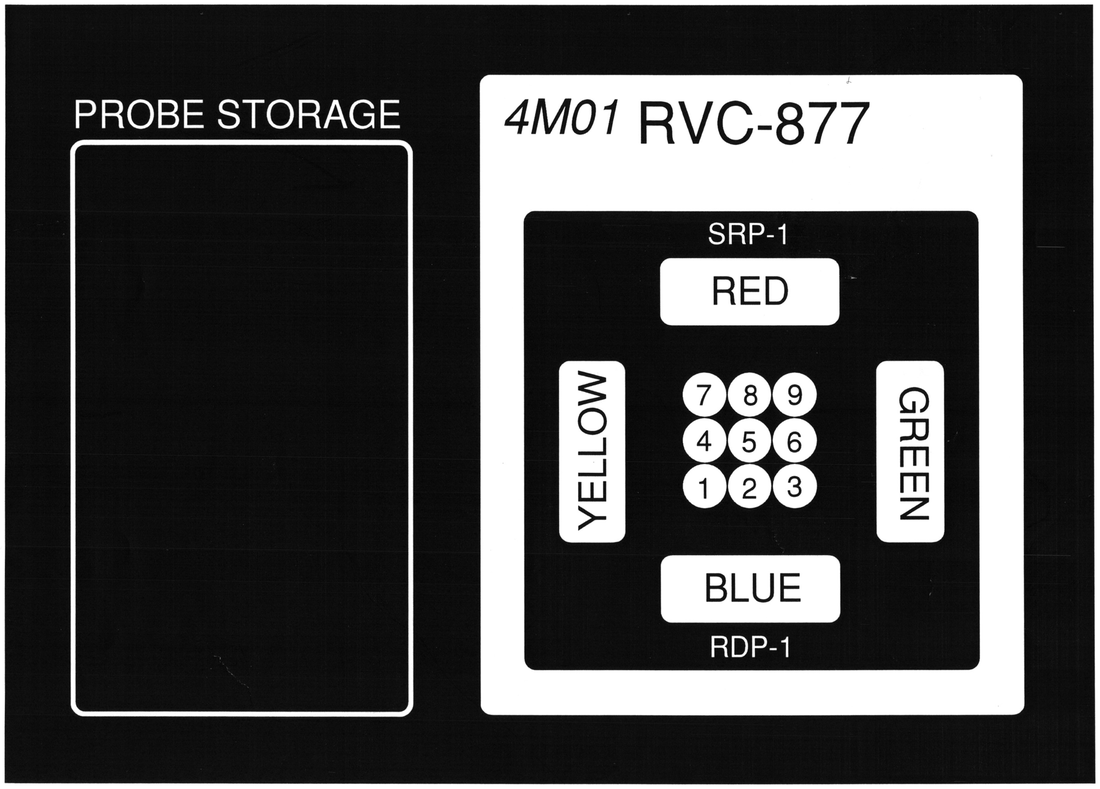 PROBE STORAGE
4M01 RVC-877
SRP-1
RED
YELLOW
7 8 9
4 5 6
1 2 3
GREEN
BLUE
RDP-1